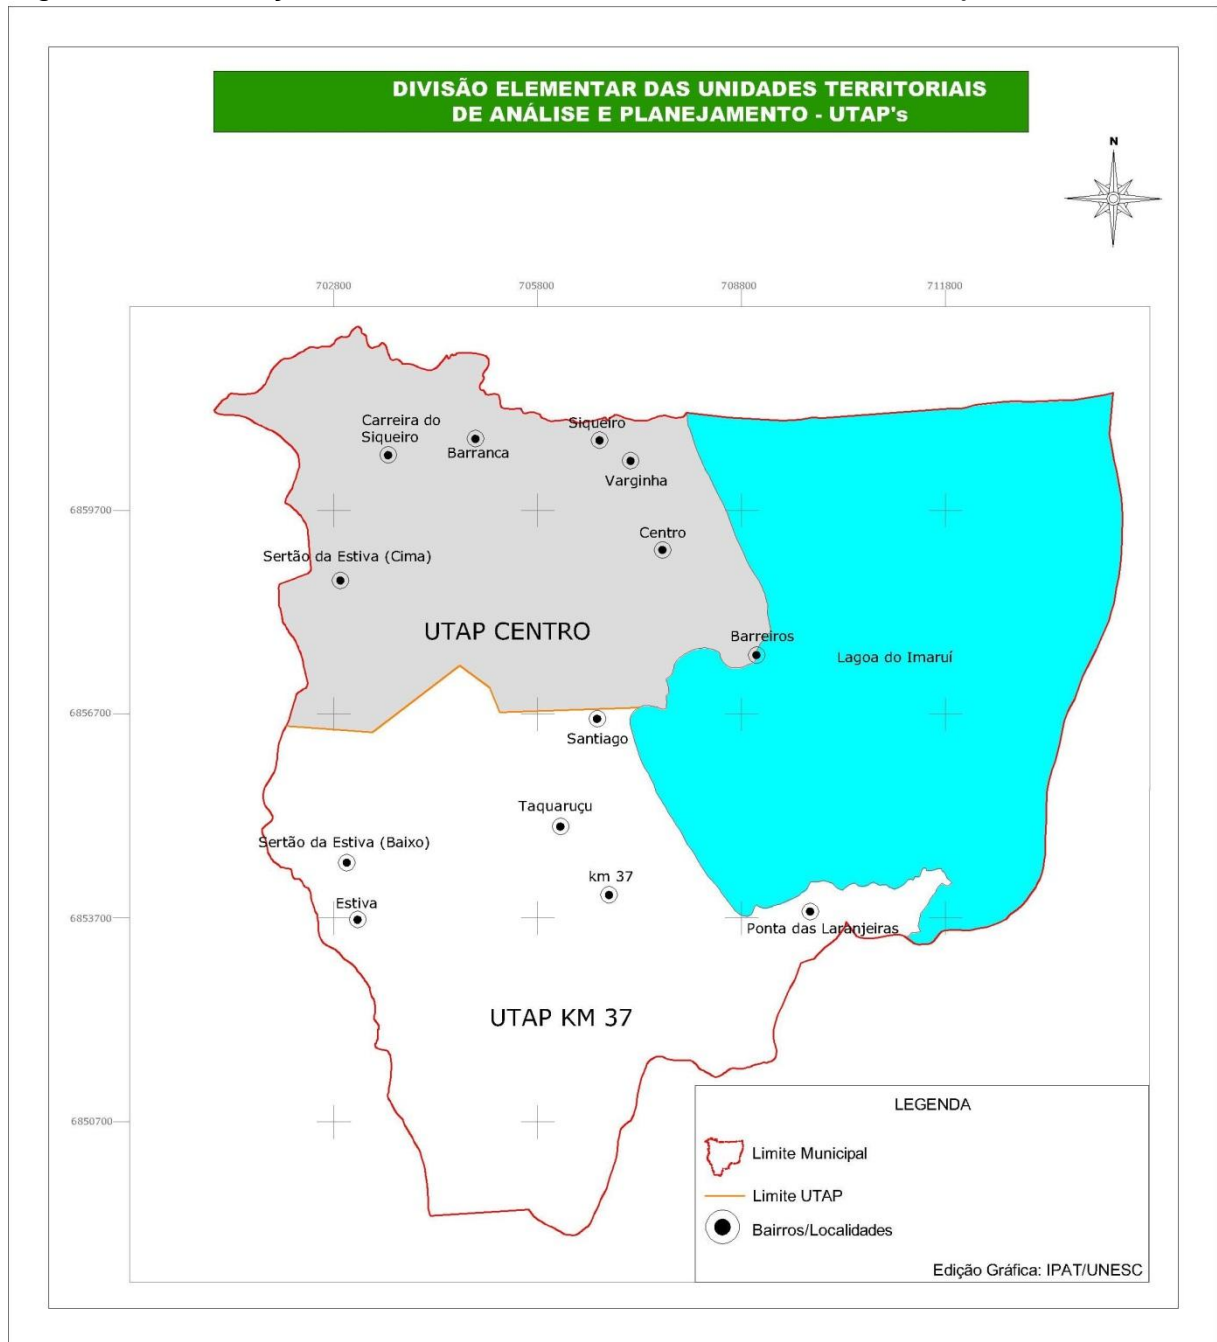 DIVISÃO ELEMENTAR DAS UNIDADES TERRITORIAIS
DE ANÁLISE E PLANEJAMENTO - UTAP's
N
702800
705800
708800
711800
Carreira do
Siqueiro
Barranca
Siqueiro
Varginha
6859700
Centro
Sertão da Estiva (Cima)
UTAP CENTRO
Barreiros
Lagoa do Imaruí
6856700
Santiago
Taquaruçu
Sertão da Estiva (Baixo)
km 37
Estiva
6853700
Ponta das Laranjeiras
UTAP KM 37
6850700
LEGENDA
Limite Municipal
Limite UTAP
Bairros/Localidades
Edição Gráfica: IPAT/UNESC